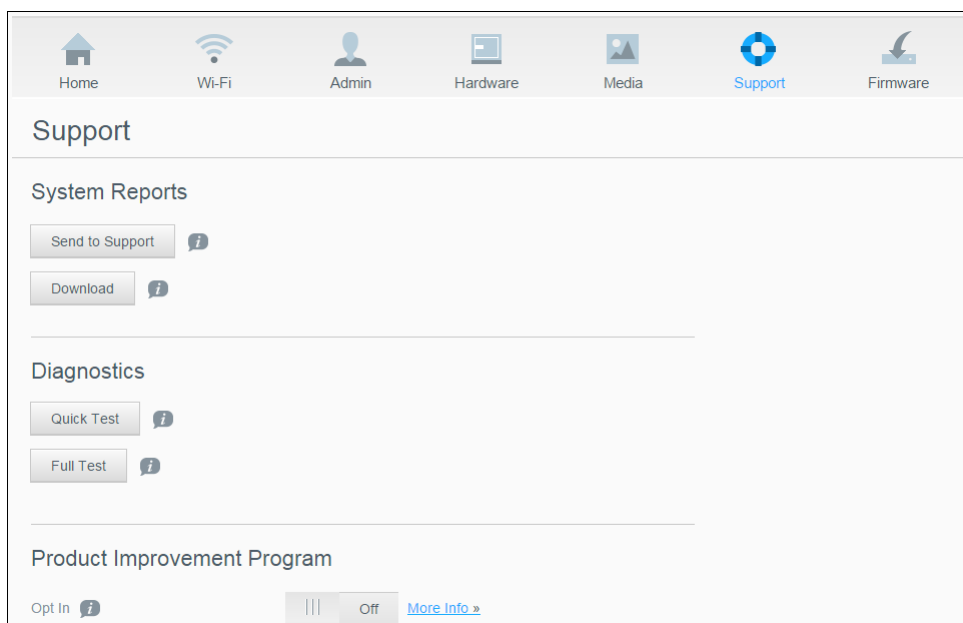 Home Wi-Fi Admin Hardware Media Support Firmware
Support
System Reports
Send to Support
Download
Diagnostics
Quick Test
Full Test
Product Improvement Program
Opt In Off More Info »